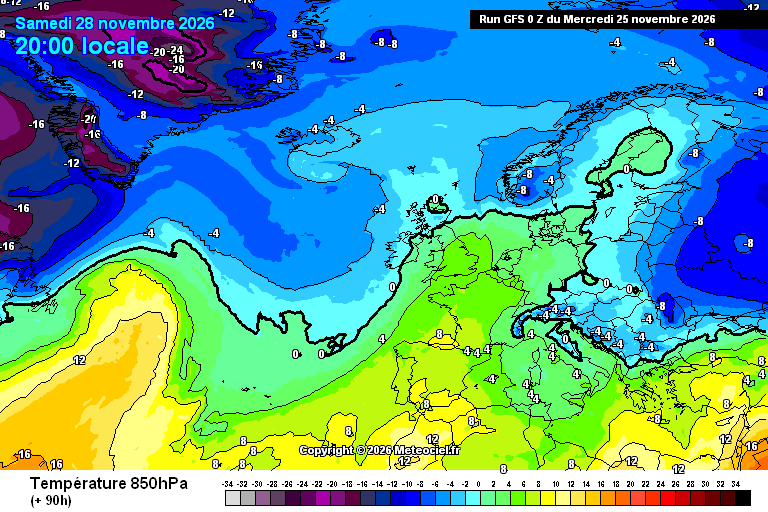 Samedi 28 novembre 2026
20:00 locale
Run GFS 0 Z du Mercredi 25 novembre 2026
Copyright © 2026 Meteociel.fr
Température 850hPa
(+ 90h)
-34 -32 -30 -28 -26 -24 -22 -20 -18 -16 -14 -12 -10 -8 -6 -4 -2 0 2 4 6 8 10 12 14 16 18 20 22 24 26 28 30 32 34